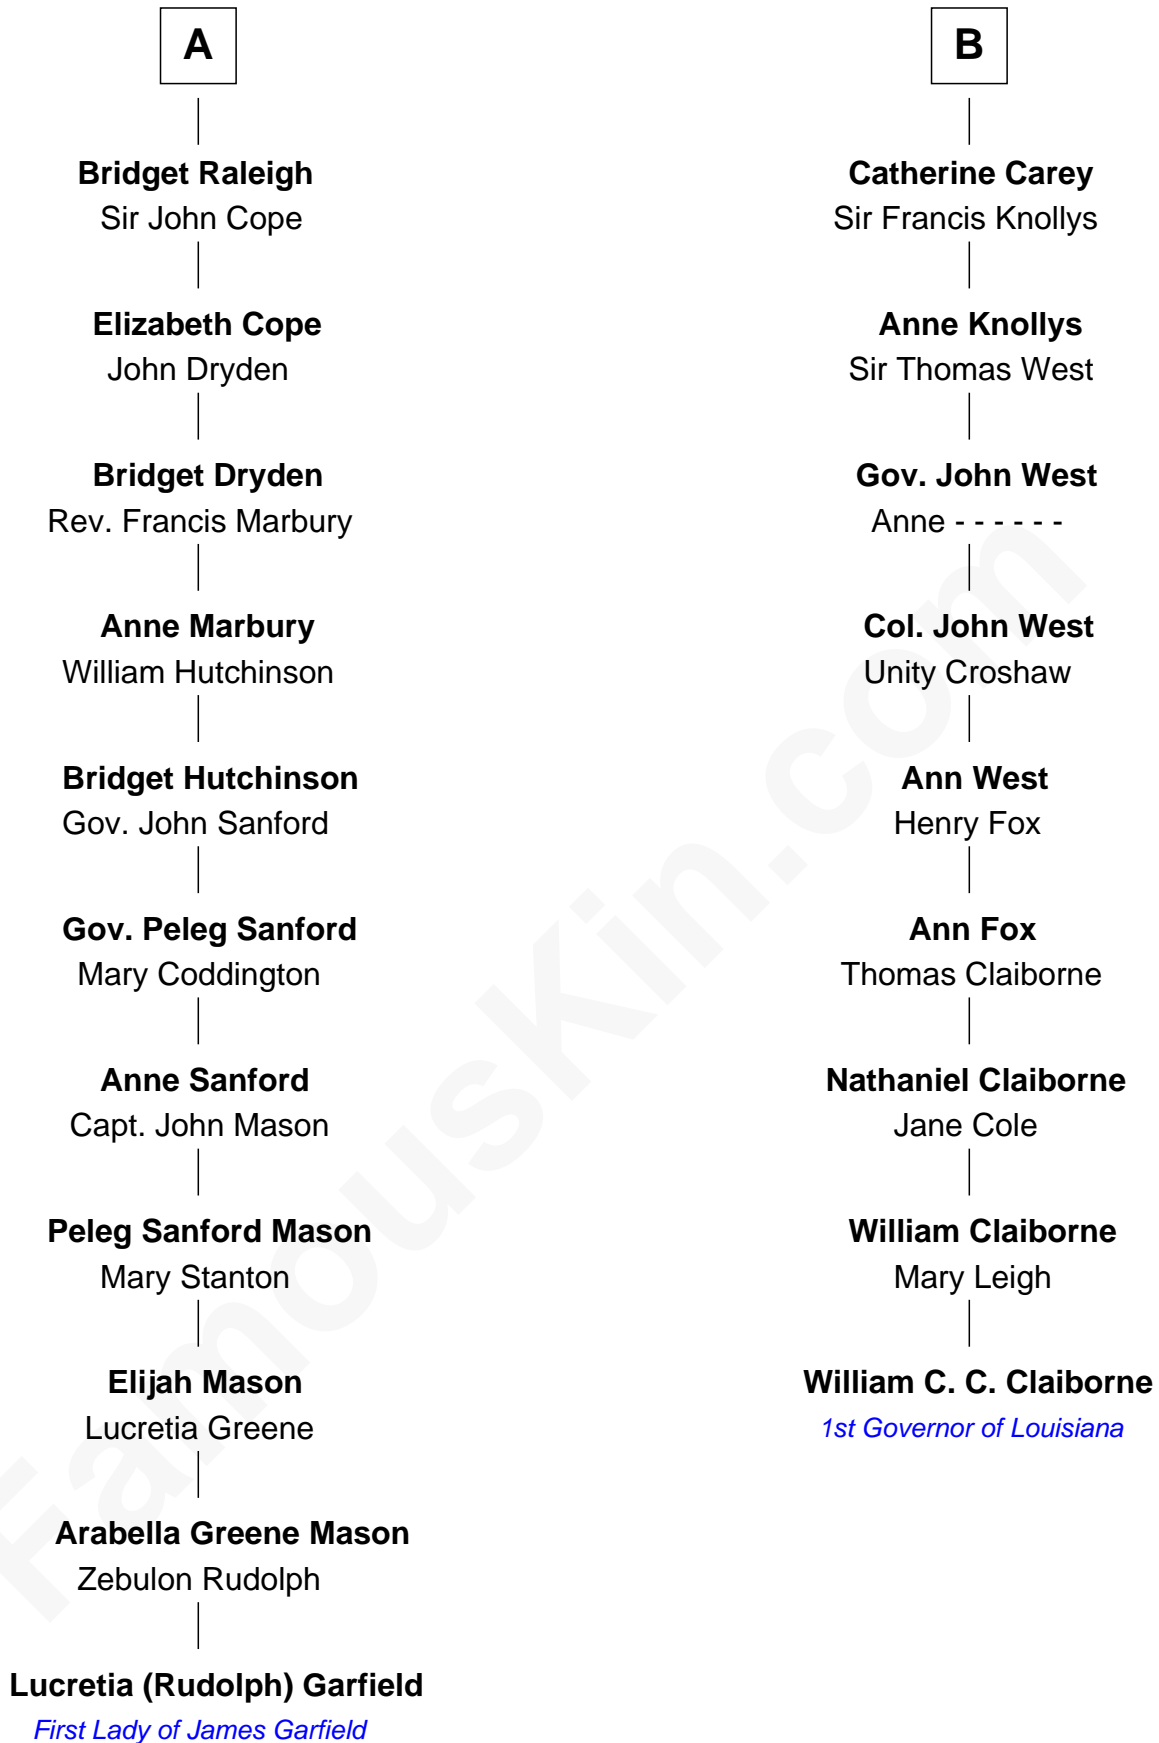 A
Bridget Raleigh
Sir John Cope
Elizabeth Cope
John Dryden
Bridget Dryden
Rev. Francis Marbury
Anne Marbury
William Hutchinson
Bridget Hutchinson
Gov. John Sanford
Gov. Peleg Sanford
Mary Coddington
Anne Sanford
Capt. John Mason
Peleg Sanford Mason
Mary Stanton
Elijah Mason
Lucretia Greene
Arabella Greene Mason
Zebulon Rudolph
Lucretia (Rudolph) Garfield
First Lady of James Garfield
B
Catherine Carey
Sir Francis Knollys
Anne Knollys
Sir Thomas West
Gov. John West
Anne - - - - - -
Col. John West
Unity Croshaw
Ann West
Henry Fox
Ann Fox
Thomas Claiborne
Nathaniel Claiborne
Jane Cole
William Claiborne
Mary Leigh
William C. C. Claiborne
1st Governor of Louisiana
FamousKin.com